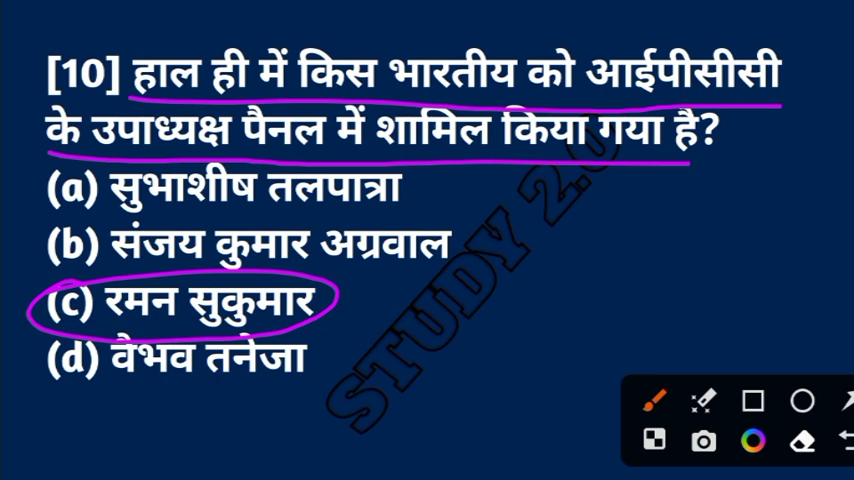 [10] हाल ही में किस भारतीय को आईपीसीसी
के उपाध्यक्ष पैनल में शामिल किया गया है?
(a) सुभाशीष तलपात्रा
(b) संजय कुमार अग्रवाल
(c) रमन सुकुमार
(d) वैभव तनेजा
STUDY 2.0